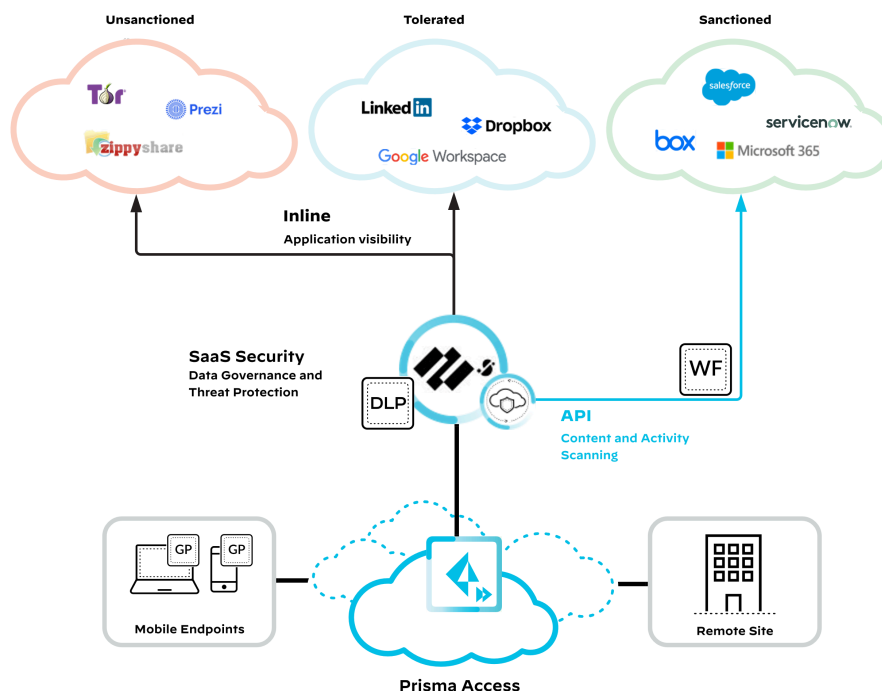 Unsanctioned
Tolerated
Sanctioned
Tor
Prezi
zippyshare
Linked in
Dropbox
Google Workspace
salesforce
servicenow.
box
Microsoft 365
Inline
Application visibility
SaaS Security
Data Governance and
Threat Protection
DLP
S
WF
API
Content and Activity
Scanning
GP
GP
Mobile Endpoints
Remote Site
Prisma Access